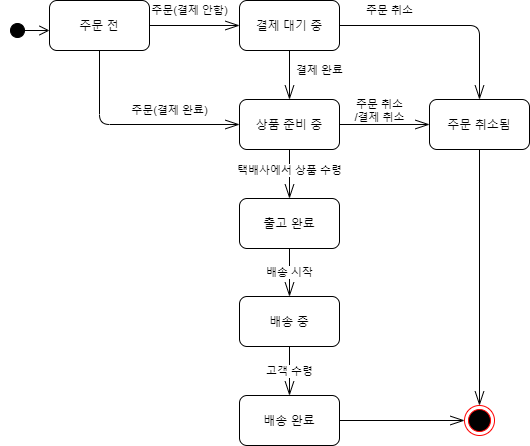 주문 전
주문(결제 안함)
결제 대기 중
주문 취소
결제 완료
주문(결제 완료)
상품 준비 중
주문 취소
/결제 취소
주문 취소됨
택배사에서 상품 수령
출고 완료
배송 시작
배송 중
고객 수령
배송 완료